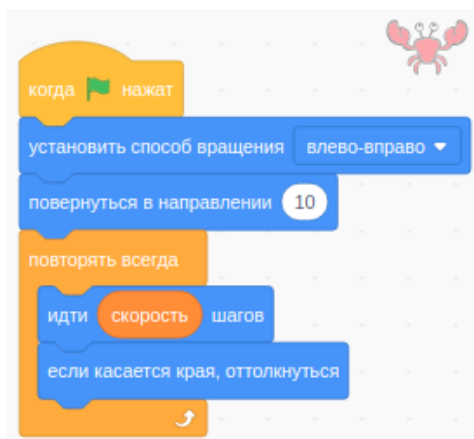 когда нажат
установить способ вращения влево-вправо
повернуться в направлении 10
повторять всегда
идти скорость шагов
если касается края, оттолкнуться